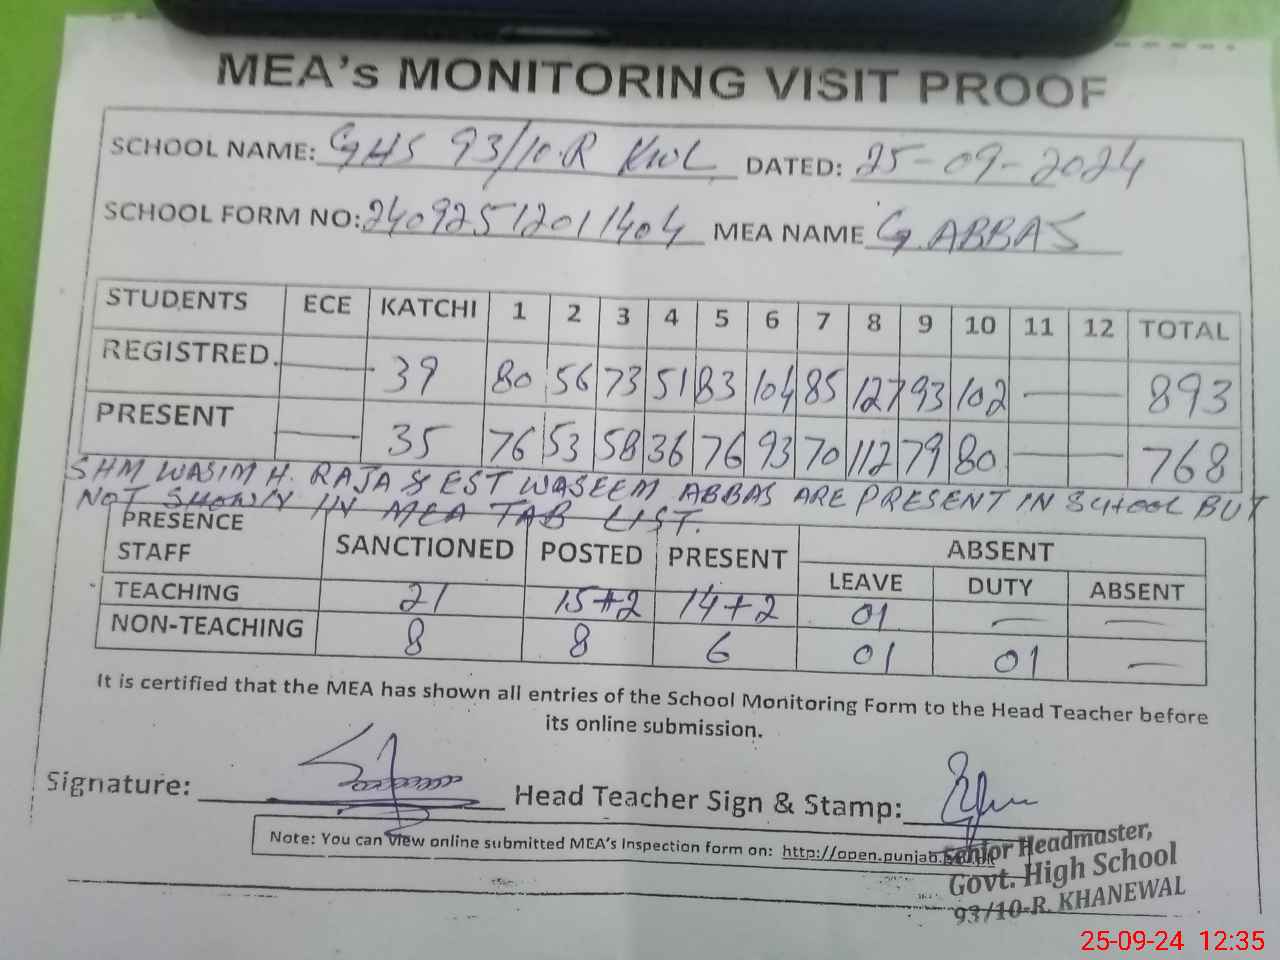 MEA's MONITORING VISIT PROOF
SCHOOL NAME: GHS 93/10.R KWL DATED: 25-09-2024
SCHOOL FORM NO: 24092512011404 MEA NAME G. ABBAS
STUDENTS ECE KATCHI 1 2 3 4 5 6 7 8 9 10 11 12 TOTAL
REGISTRED. — 39 80 56 73 51 83 104 85 127 93 102 — — 893
PRESENT — 35 76 53 58 36 76 93 70 112 79 80 — — 768
SHM WASIM H. RAJA & EST WASEEM ABBAS ARE PRESENT IN SCHOOL BUT
NOT SHOWN IN MEA TAB LIST.
PRESENCE STAFF SANCTIONED POSTED PRESENT ABSENT
LEAVE DUTY ABSENT
TEACHING 21 15+2 14+2 01 — —
NON-TEACHING 8 8 6 01 01 —
It is certified that the MEA has shown all entries of the School Monitoring Form to the Head Teacher before
its online submission.
Signature: Head Teacher Sign & Stamp:
Note: You can view online submitted MEA's Inspection form on: http://open.punjab
Senior Headmaster,
Govt. High School
93/10-R. KHANEWAL
25-09-24 12:35